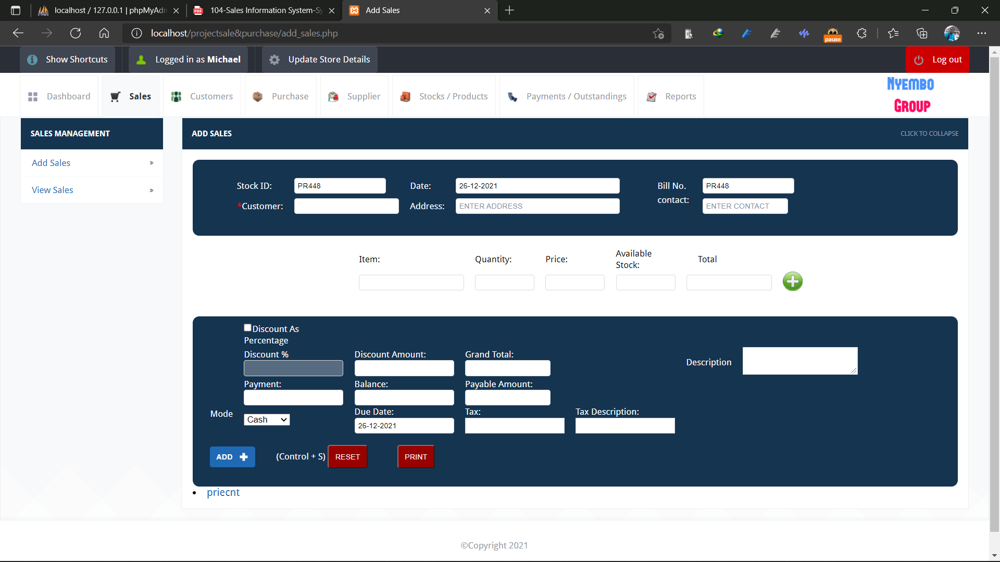 localhost / 127.0.0.1 | phpMyAdm
104-Sales Information System-Sy
Add Sales
localhost/projectsale&purchase/add_sales.php
pause
Show Shortcuts
Logged in as Michael
Update Store Details
Log out
Dashboard
Sales
Customers
Purchase
Supplier
Stocks / Products
Payments / Outstandings
Reports
Nyembo
Group
SALES MANAGEMENT
Add Sales »
View Sales »
ADD SALES
CLICK TO COLLAPSE
Stock ID: PR448 Date: 26-12-2021 Bill No. PR448
*Customer: Address: ENTER ADDRESS contact: ENTER CONTACT
Item: Quantity: Price: Available Stock: Total
Discount As
Percentage
Discount % Discount Amount: Grand Total:
Description
Payment: Balance: Payable Amount:
Mode Cash
Due Date: Tax: Tax Description:
26-12-2021
ADD (Control + S) RESET PRINT
• priecnt
©Copyright 2021